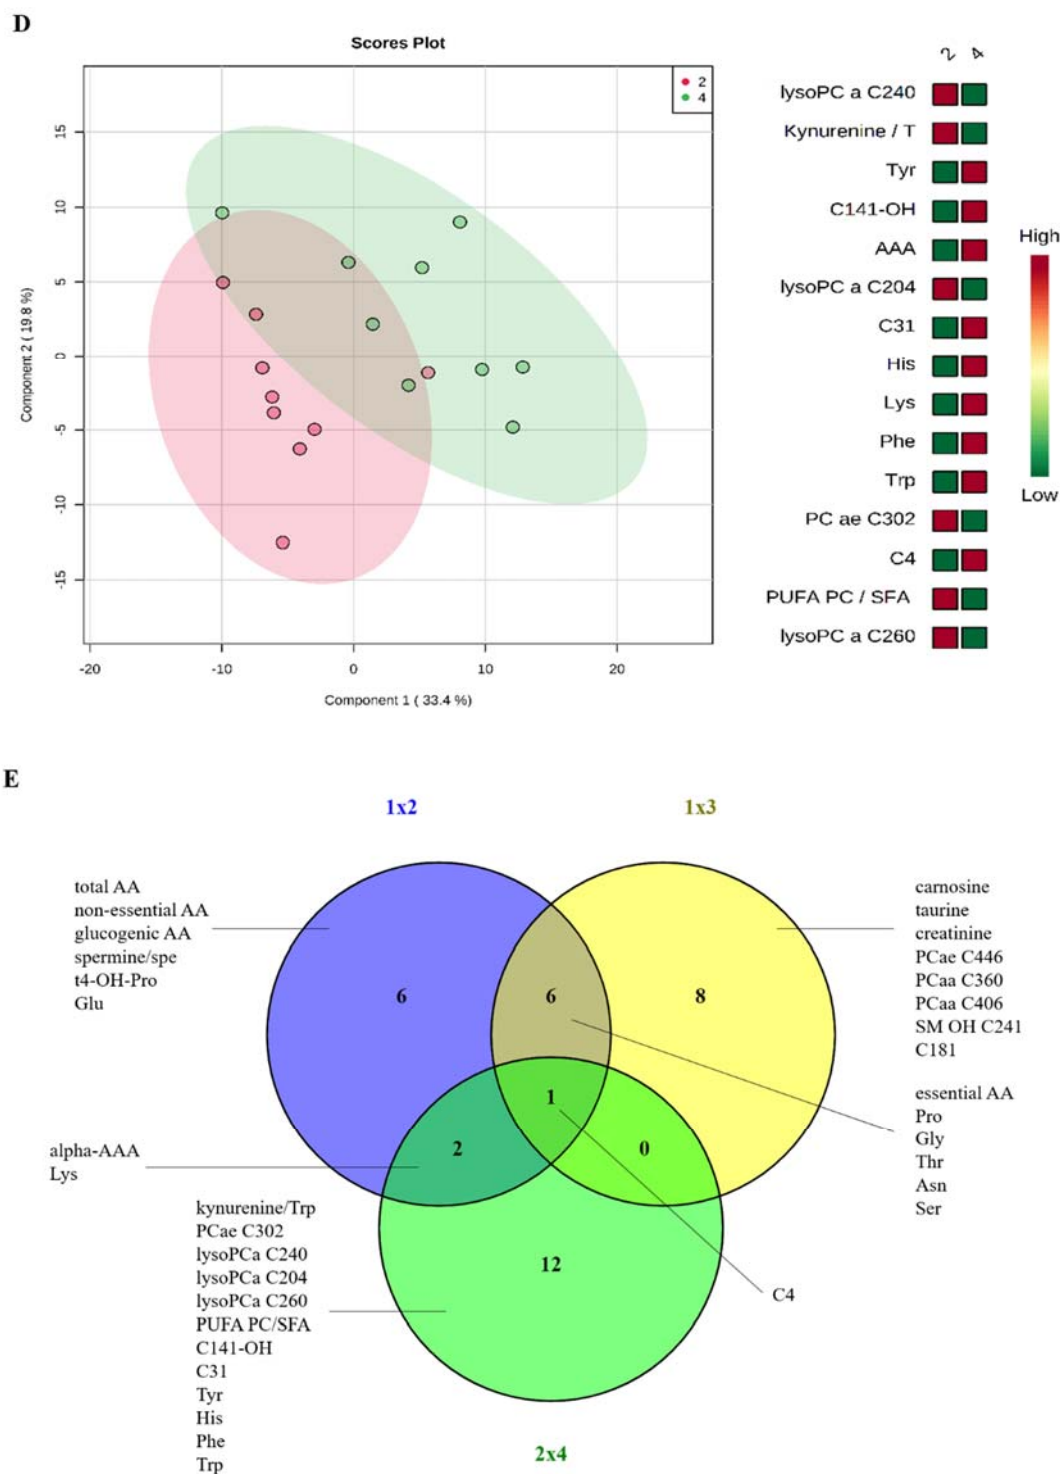 D
Scores Plot
2
4
15
10
5
0
-5
-10
-15
Component 2 ( 19.8 %)
-20
-10
0
10
20
Component 1 ( 33.4 %)
2 4
lysoPC a C240
Kynurenine / T
Tyr
C141-OH
AAA
lysoPC a C204
C31
His
Lys
Phe
Trp
PC ae C302
C4
PUFA PC / SFA
lysoPC a C260
High
Low
E
1x2
1x3
total AA
non-essential AA
glucogenic AA
spermine/spe
t4-OH-Pro
Glu
6
6
8
1
2
0
12
carnosine
taurine
creatinine
PCae C446
PCaa C360
PCaa C406
SM OH C241
C181
essential AA
Pro
Gly
Thr
Asn
Ser
alpha-AAA
Lys
kynurenine/Trp
PCae C302
lysoPCa C240
lysoPCa C204
lysoPCa C260
PUFA PC/SFA
C141-OH
C31
Tyr
His
Phe
Trp
C4
2x4